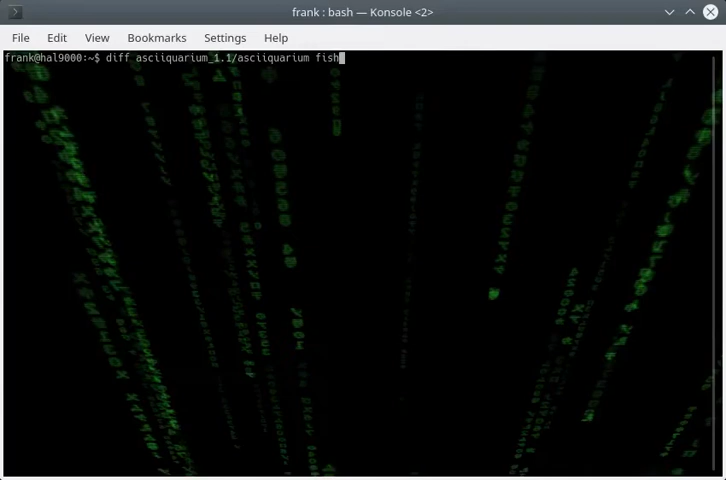 frank : bash — Konsole <2>
File Edit View Bookmarks Settings Help
frank@hal9000:~$ diff asciiquarium_1.1/asciiquarium fish